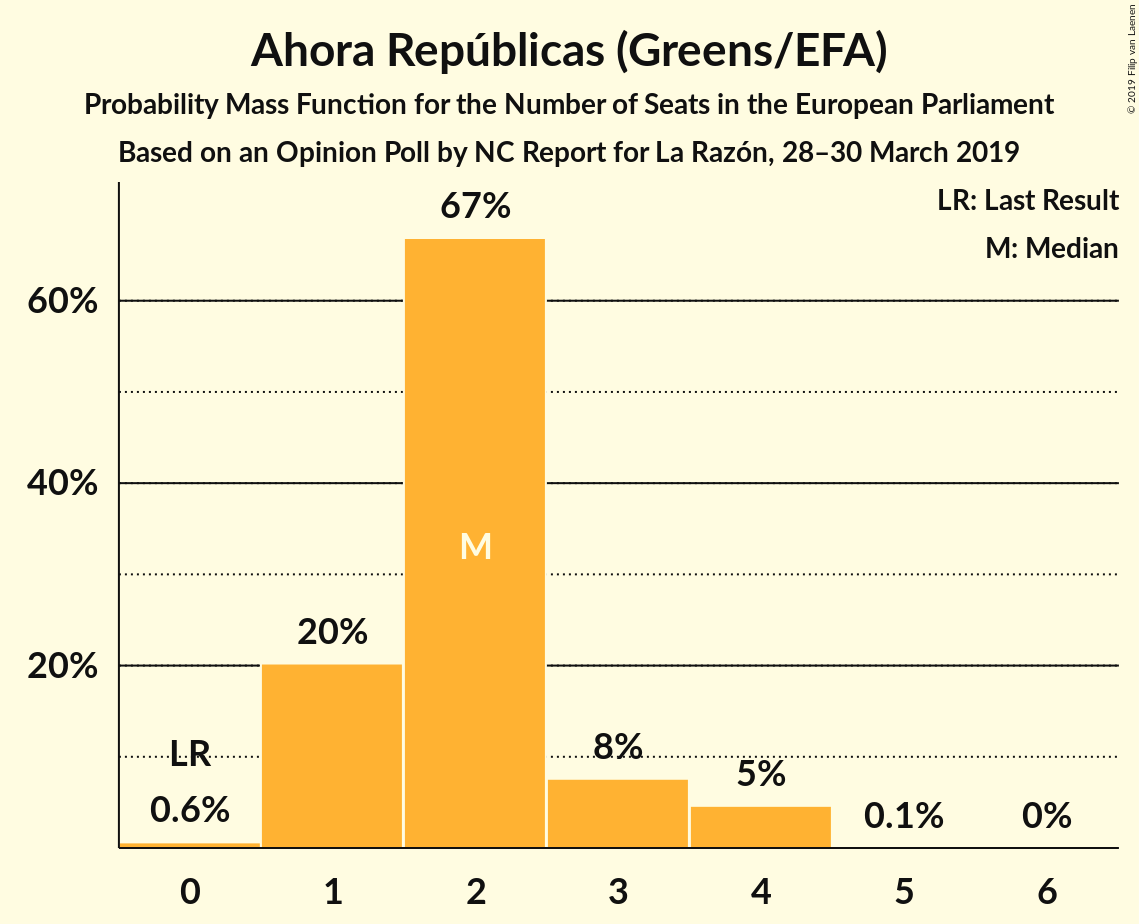 Ahora Repúblicas (Greens/EFA)
Probability Mass Function for the Number of Seats in the European Parliament
Based on an Opinion Poll by NC Report for La Razón, 28–30 March 2019
© 2019 Filip van Laenen
LR: Last Result
M: Median
67%
60%
40%
M
20%
20%
LR
8%
5%
0.6%
0.1%
0%
0 1 2 3 4 5 6